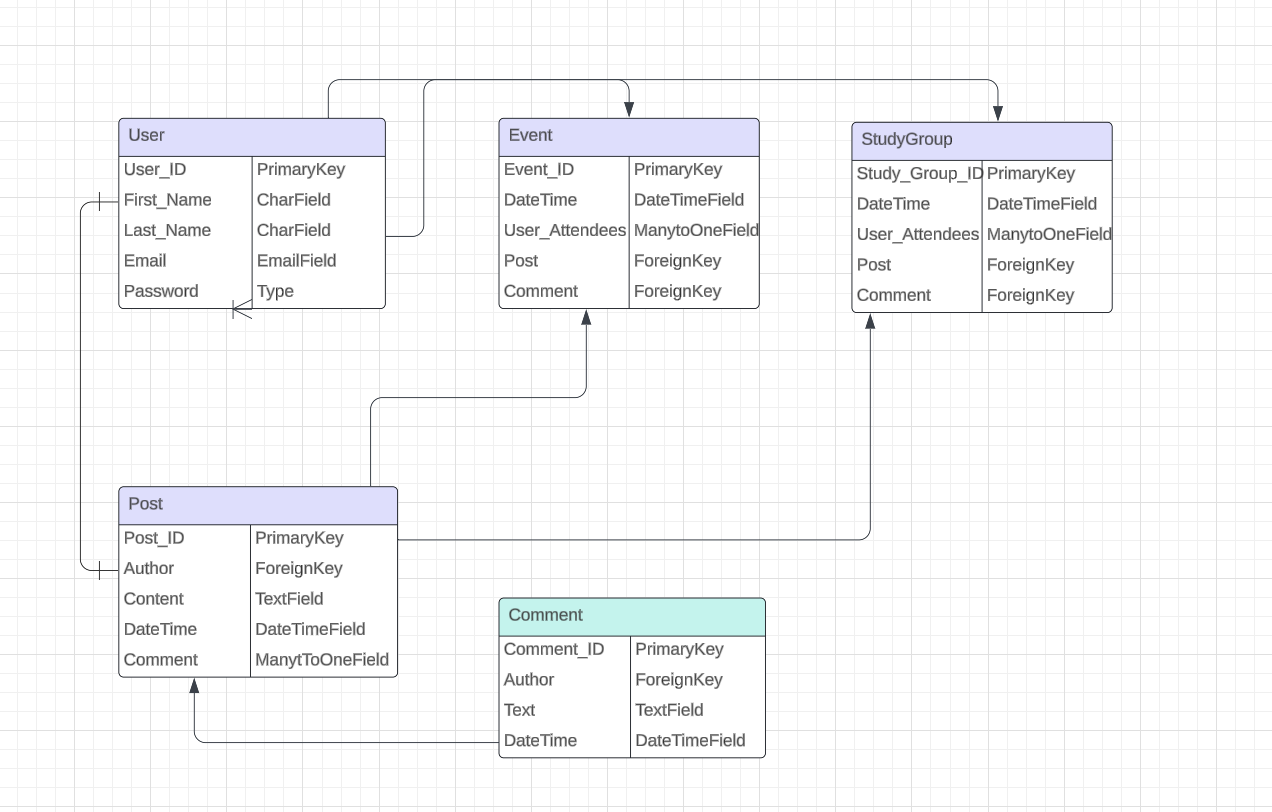 User
User_ID PrimaryKey
First_Name CharField
Last_Name CharField
Email EmailField
Password Type
Event
Event_ID PrimaryKey
DateTime DateTimeField
User_Attendees ManytoOneField
Post ForeignKey
Comment ForeignKey
StudyGroup
Study_Group_ID PrimaryKey
DateTime DateTimeField
User_Attendees ManytoOneField
Post ForeignKey
Comment ForeignKey
Post
Post_ID PrimaryKey
Author ForeignKey
Content TextField
DateTime DateTimeField
Comment ManytToOneField
Comment
Comment_ID PrimaryKey
Author ForeignKey
Text TextField
DateTime DateTimeField